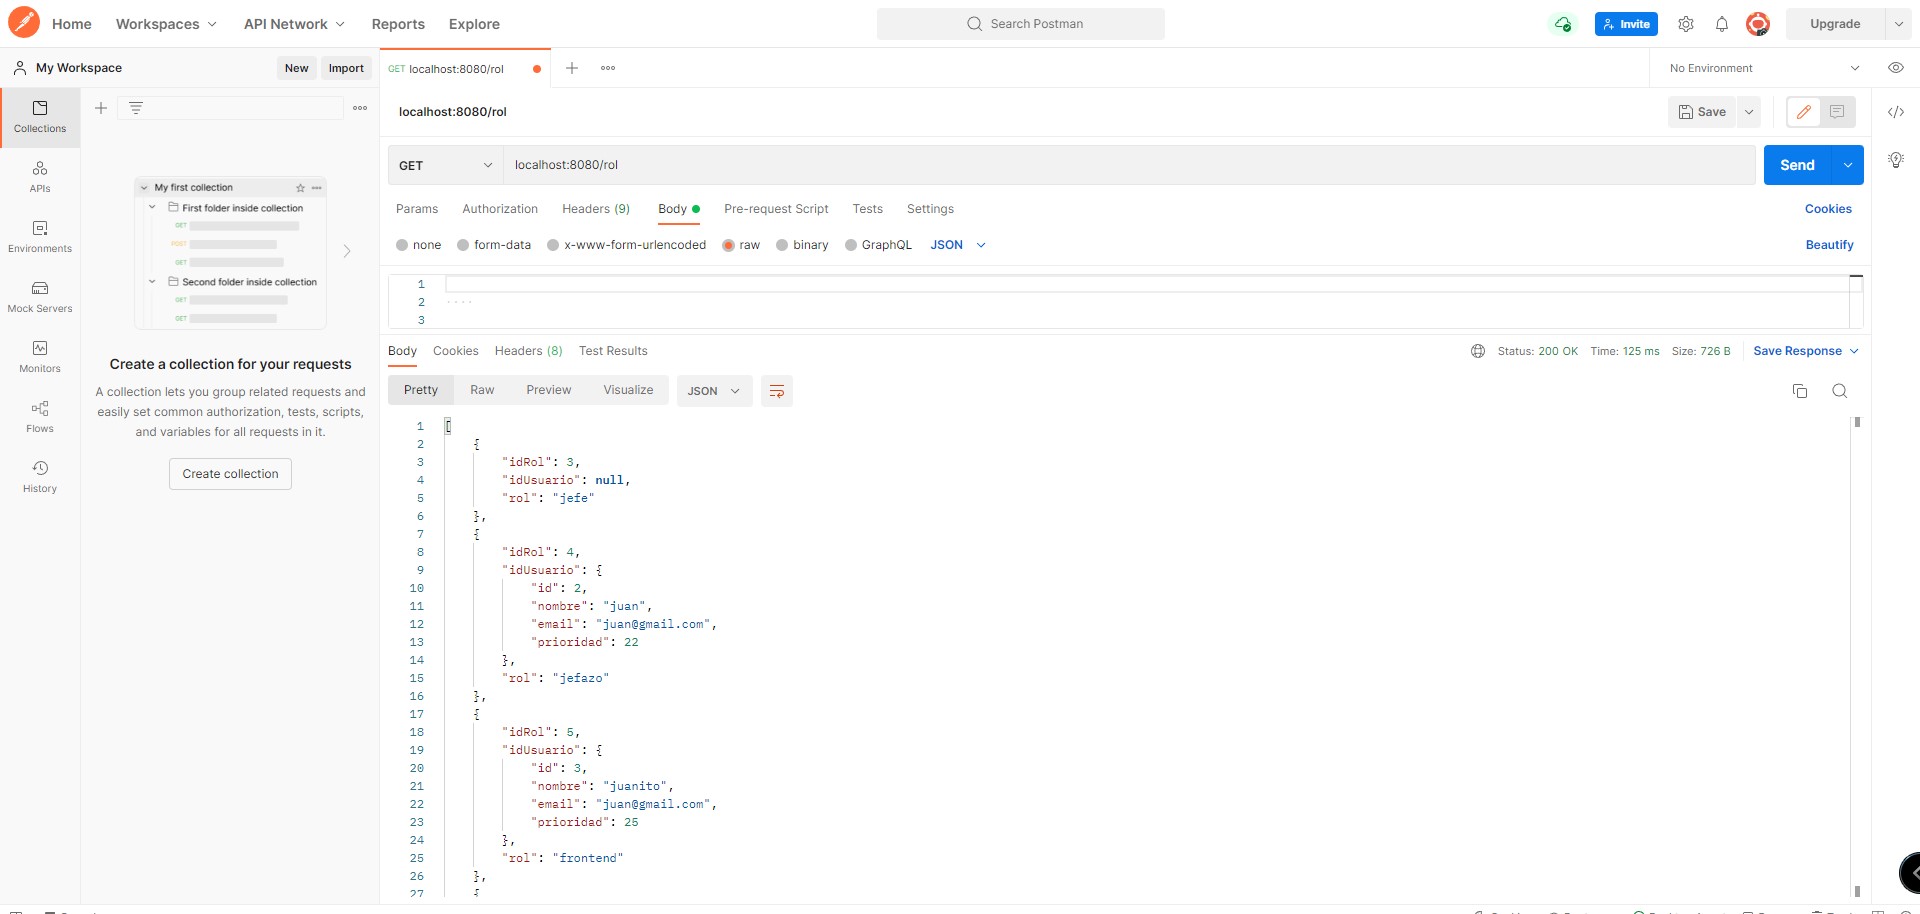 Home Workspaces API Network Reports Explore Search Postman Invite Upgrade
My Workspace New Import GET localhost:8080/rol No Environment
Collections
APIs
Environments
Mock Servers
Monitors
Flows
History
My first collection
First folder inside collection
GET
POST
GET
Second folder inside collection
GET
GET
Create a collection for your requests
A collection lets you group related requests and
easily set common authorization, tests, scripts,
and variables for all requests in it.
Create collection
localhost:8080/rol Save
GET localhost:8080/rol Send
Params Authorization Headers (9) Body Pre-request Script Tests Settings Cookies
none form-data x-www-form-urlencoded raw binary GraphQL JSON Beautify
1
2 ····
3
Body Cookies Headers (8) Test Results Status: 200 OK Time: 125 ms Size: 726 B Save Response
Pretty Raw Preview Visualize JSON
1 [
2 {
3 "idRol": 3,
4 "idUsuario": null,
5 "rol": "jefe"
6 },
7 {
8 "idRol": 4,
9 "idUsuario": {
10 "id": 2,
11 "nombre": "juan",
12 "email": "juan@gmail.com",
13 "prioridad": 22
14 },
15 "rol": "jefazo"
16 },
17 {
18 "idRol": 5,
19 "idUsuario": {
20 "id": 3,
21 "nombre": "juanito",
22 "email": "juan@gmail.com",
23 "prioridad": 25
24 },
25 "rol": "frontend"
26 },
27 {